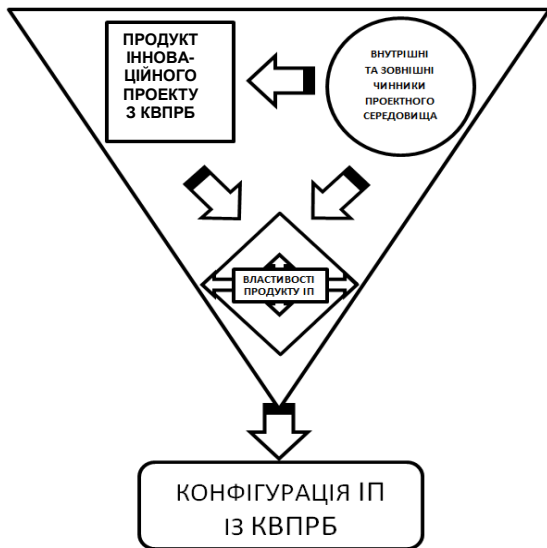 ПРОДУКТ
ІННОВА-
ЦІЙНОГО
ПРОЕКТУ
З КВПРБ
ВНУТРІШНІ
ТА ЗОВНІШНІ
ЧИННИКИ
ПРОЕКТНОГО
СЕРЕДОВИЩА
ВЛАСТИВОСТІ
ПРОДУКТУ ІП
КОНФІГУРАЦІЯ ІП
ІЗ КВПРБ